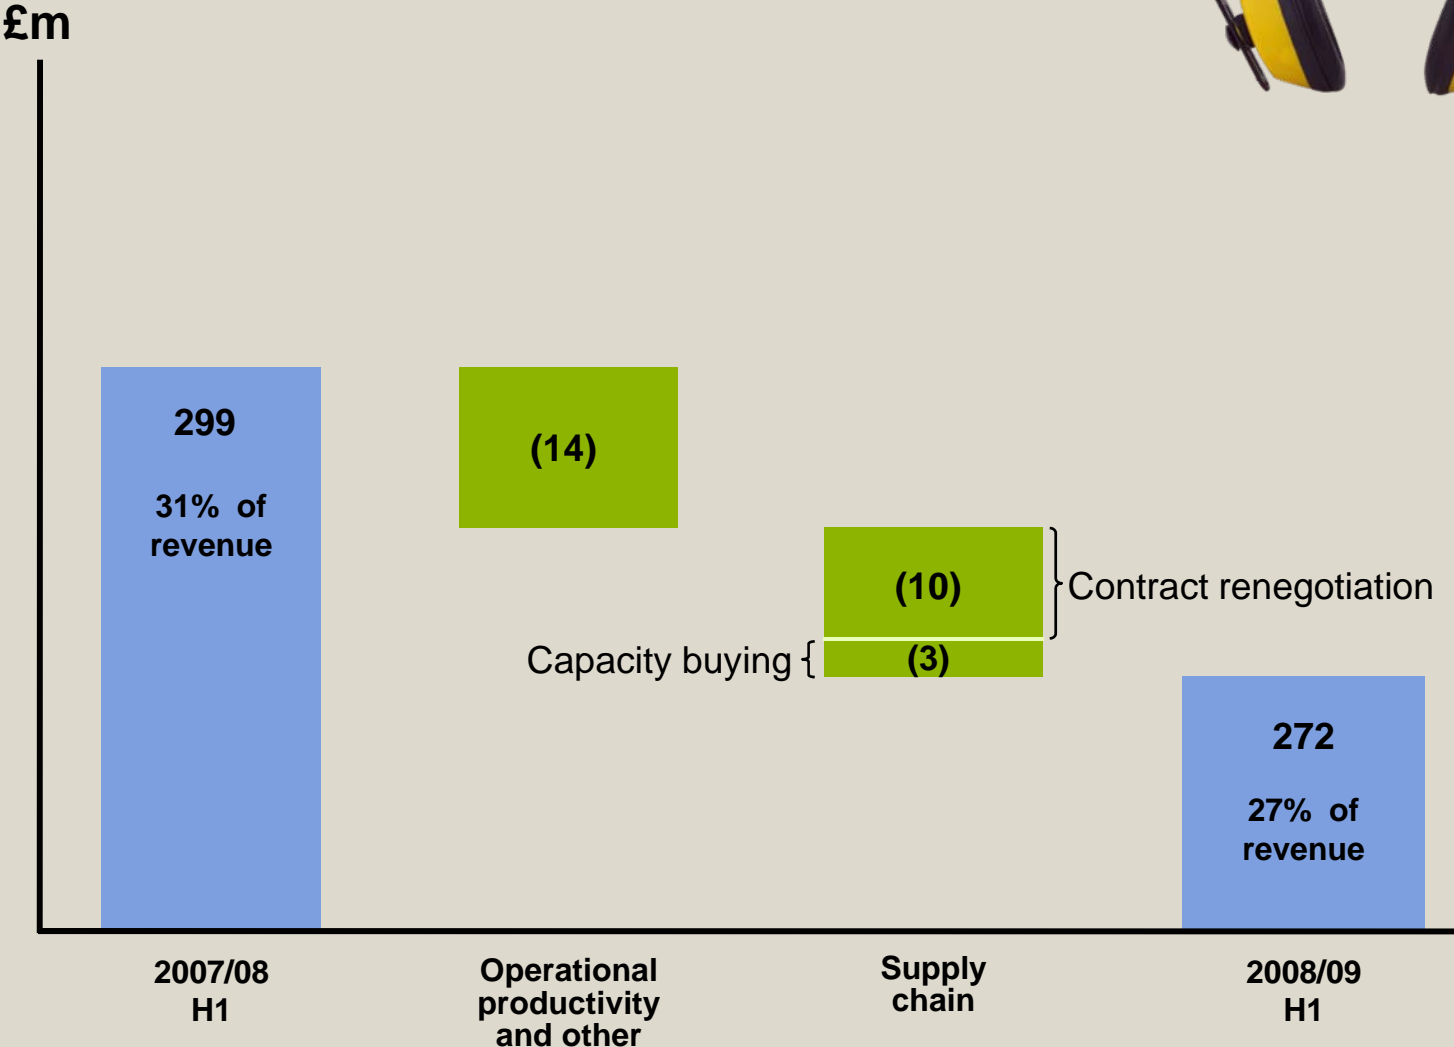 £m
299
31% of
revenue
(14)
(10)
Contract renegotiation
Capacity buying
(3)
272
27% of
revenue
2007/08
H1
Operational
productivity
and other
Supply
chain
2008/09
H1